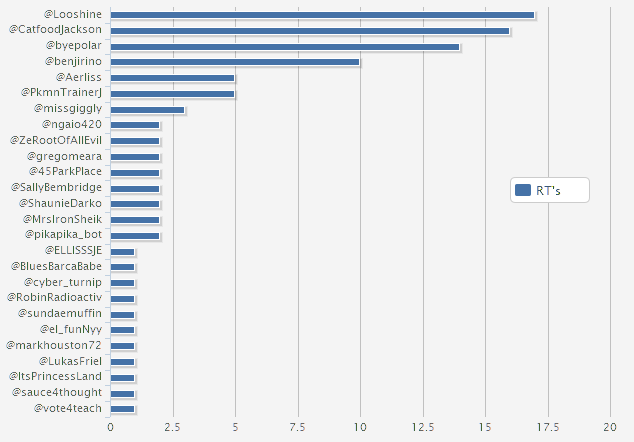 @Looshine
@CatfoodJackson
@byepolar
@benjirino
@Aerliss
@PkmnTrainerJ
@missgiggly
@ngaio420
@ZeRootOfAllEvil
@gregomeara
@45ParkPlace
@SallyBembridge
@ShaunieDarko
@MrsIronSheik
@pikapika_bot
@ELLISSSJE
@BluesBarcaBabe
@cyber_turnip
@RobinRadioactiv
@sundaemuffin
@el_funNyy
@markhouston72
@LukasFriel
@ItsPrincessLand
@sauce4thought
@vote4teach
RT's
0 2.5 5 7.5 10 12.5 15 17.5 20